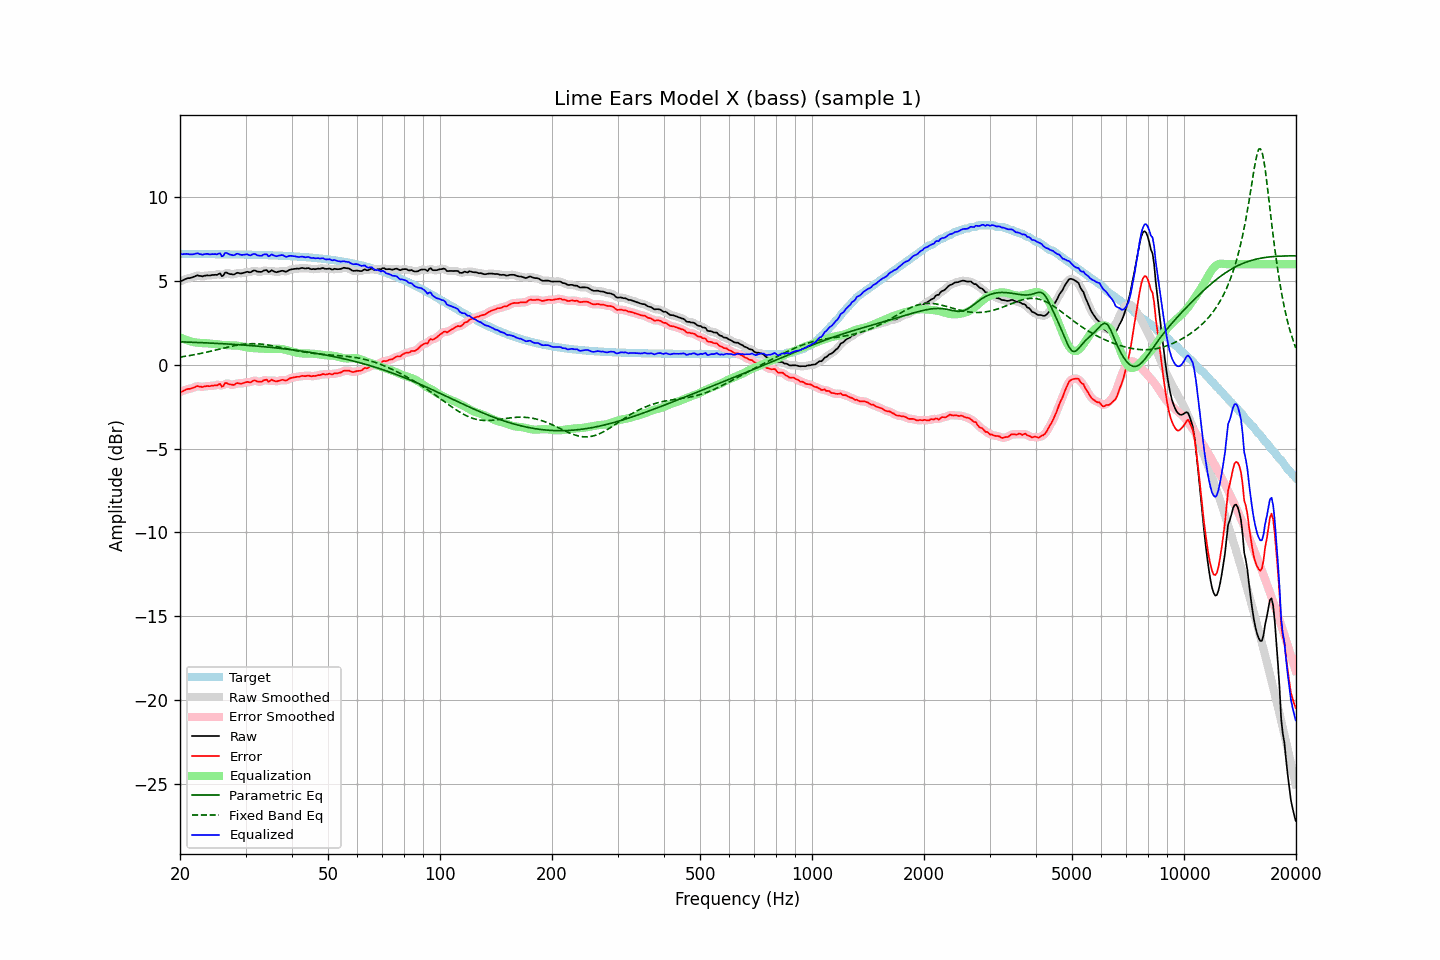 Lime Ears Model X (bass) (sample 1)
Amplitude (dBr)
10
5
0
−5
−10
−15
−20
−25
Target
Raw Smoothed
Error Smoothed
Raw
Error
Equalization
Parametric Eq
Fixed Band Eq
Equalized
20 50 100 200 500 1000 2000 5000 10000 20000
Frequency (Hz)